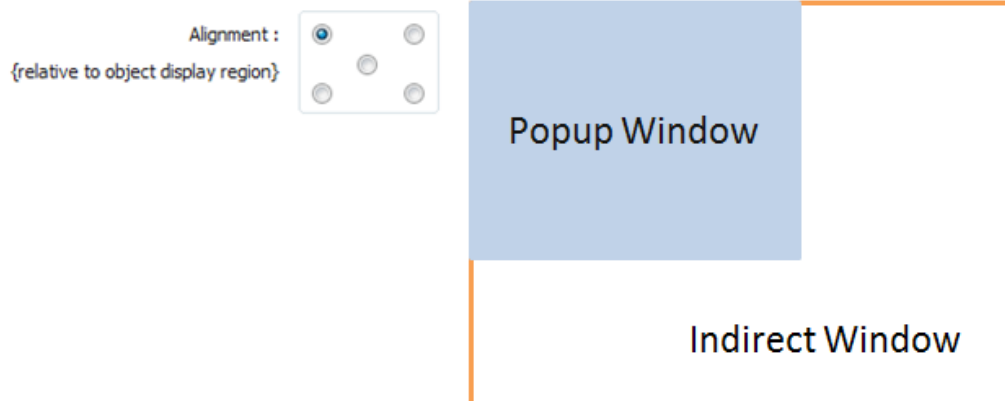 Alignment :
{relative to object display region}
Popup Window
Indirect Window